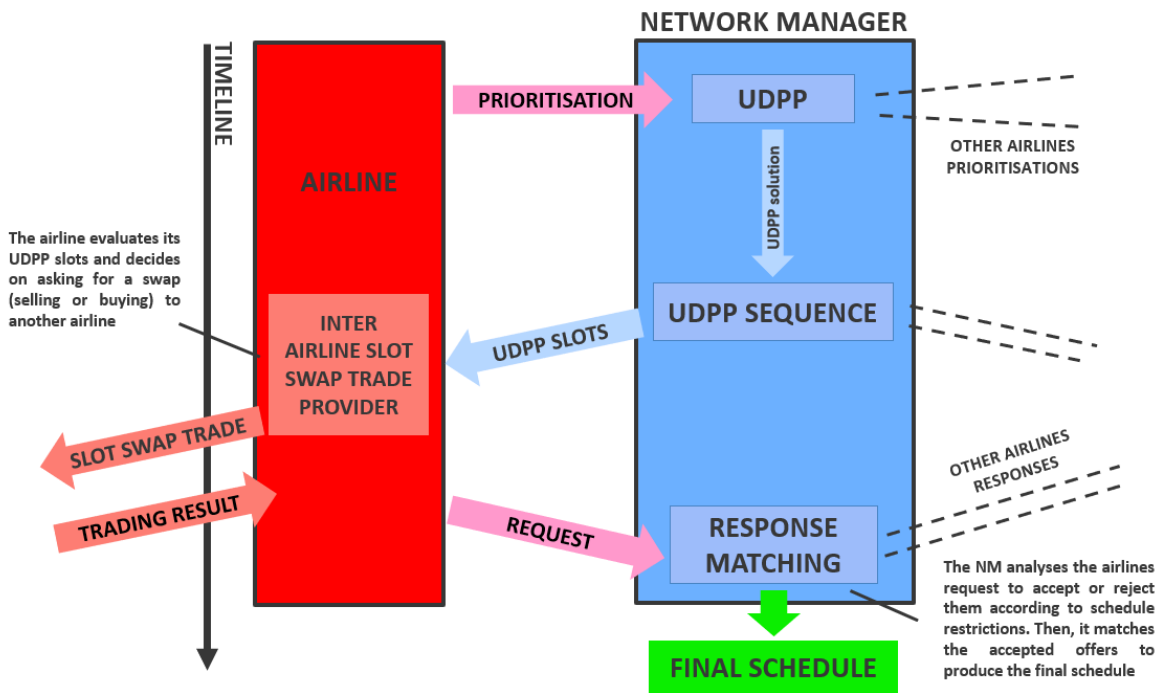 NETWORK MANAGER
TIMELINE
PRIORITISATION
UDPP
OTHER AIRLINES
PRIORITISATIONS
AIRLINE
UDPP solution
The airline evaluates its
UDPP slots and decides
on asking for a swap
(selling or buying) to
another airline
INTER
AIRLINE SLOT
SWAP TRADE
PROVIDER
UDPP SLOTS
UDPP SEQUENCE
SLOT SWAP TRADE
TRADING RESULT
REQUEST
OTHER AIRLINES
RESPONSES
RESPONSE
MATCHING
The NM analyses the airlines
request to accept or reject
them according to schedule
restrictions. Then, it matches
the accepted offers to
produce the final schedule
FINAL SCHEDULE